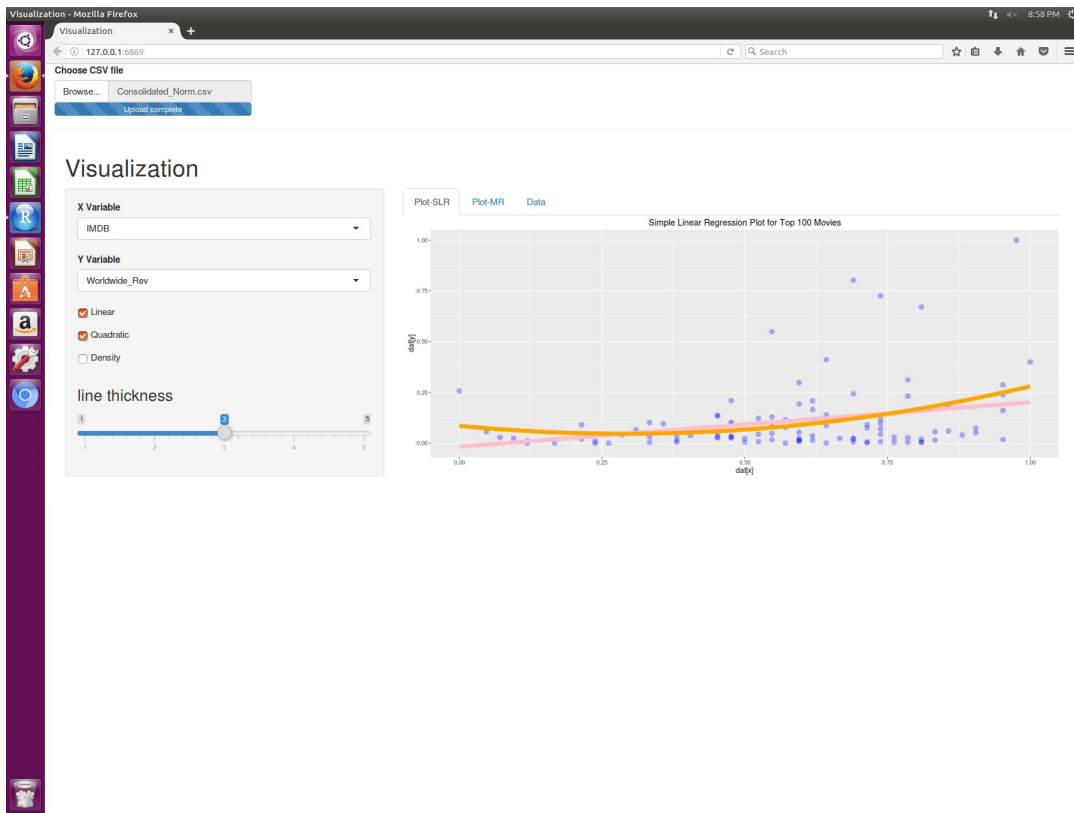 Visualization - Mozilla Firefox
8:58 PM
Visualization × +
127.0.0.1:6869
Search
Choose CSV file
Browse... Consolidated_Norm.csv
Upload complete
Visualization
X Variable
IMDB
Y Variable
Worldwide_Rev
Linear
Quadratic
Density
line thickness
1 3 5
1 2 3 4 5
Plot-SLR Plot-MR Data
Simple Linear Regression Plot for Top 100 Movies
1.00
0.75
0.50
0.25
0.00
dat[y]
0.00 0.25 0.50 0.75 1.00
dat[x]
R
A
a